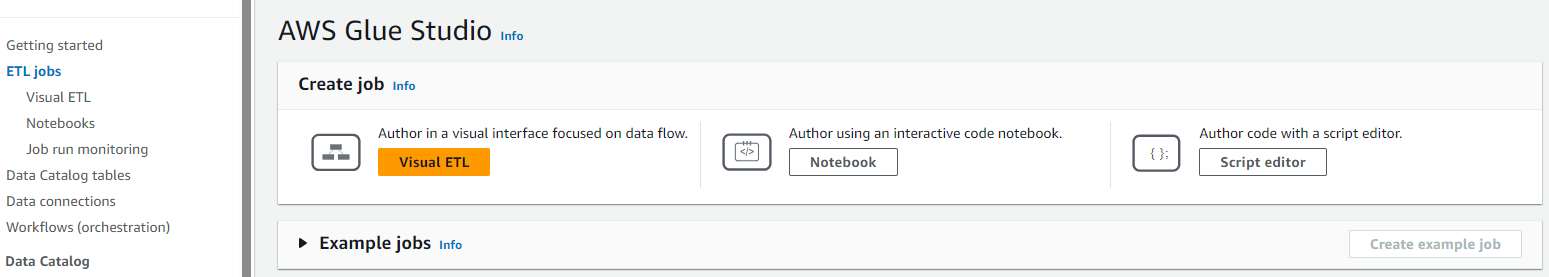 Getting started
ETL jobs
Visual ETL
Notebooks
Job run monitoring
Data Catalog tables
Data connections
Workflows (orchestration)
Data Catalog
AWS Glue Studio Info
Create job Info
Author in a visual interface focused on data flow.
Visual ETL
Author using an interactive code notebook.
</>
Notebook
Author code with a script editor.
{ };
Script editor
Example jobs Info
Create example job